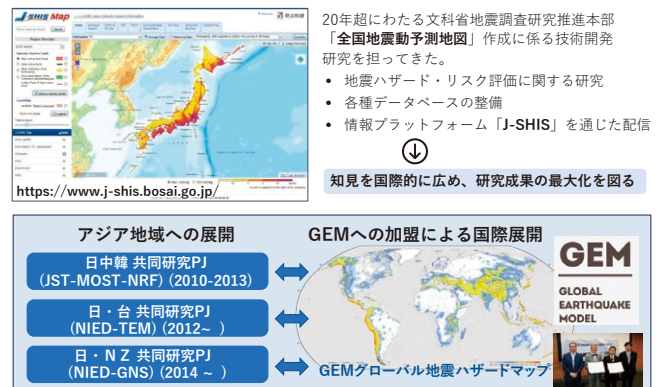 J-SHIS Map
防災科研
20年超にわたる文科省地震調査研究推進本部
「全国地震動予測地図」作成に係る技術開発
研究を担ってきた。
• 地震ハザード・リスク評価に関する研究
• 各種データベースの整備
• 情報プラットフォーム「J-SHIS」を通じた配信
知見を国際的に広め、研究成果の最大化を図る
https://www.j-shis.bosai.go.jp/
アジア地域への展開
GEMへの加盟による国際展開
日中韓 共同研究PJ
(JST-MOST-NRF) (2010-2013)
日・台 共同研究PJ
(NIED-TEM) (2012~ )
日・NZ 共同研究PJ
(NIED-GNS) (2014 ~ )
GEM
GLOBAL
EARTHQUAKE
MODEL
GEMグローバル地震ハザードマップ